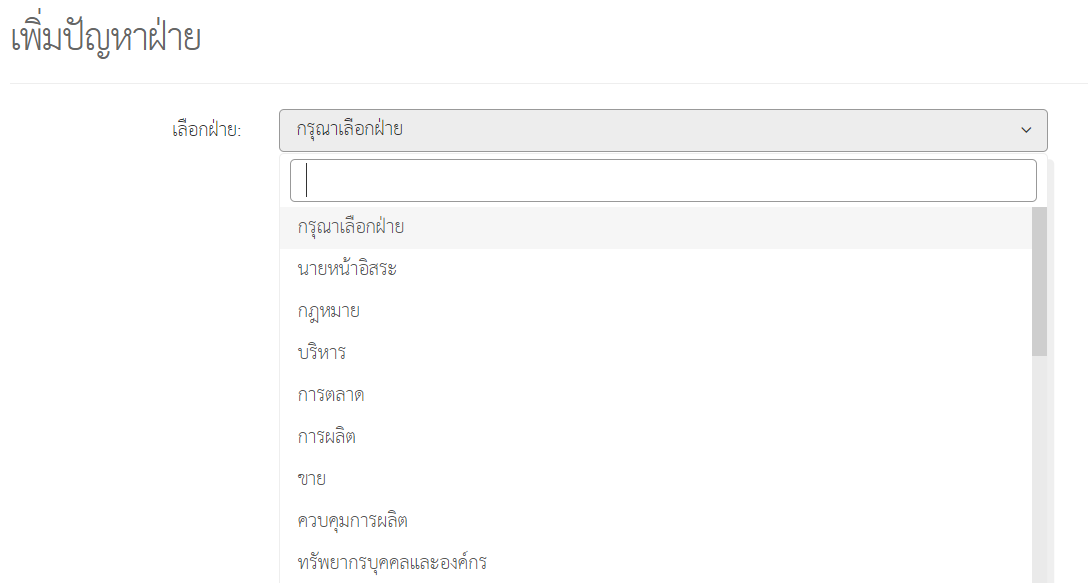 เพิ่มปัญหาฝ่าย
เลือกฝ่าย:
กรุณาเลือกฝ่าย
กรุณาเลือกฝ่าย
นายหน้าอิสระ
กฎหมาย
บริหาร
การตลาด
การผลิต
ขาย
ควบคุมการผลิต
ทรัพยากรบุคคลและองค์กร